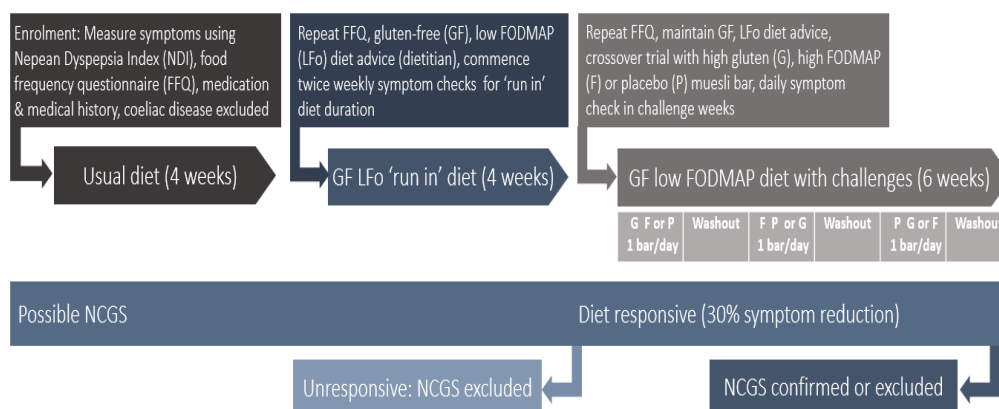 Enrolment: Measure symptoms using
Nepean Dyspepsia Index (NDI), food
frequency questionnaire (FFQ), medication
& medical history, coeliac disease excluded
Repeat FFQ, gluten-free (GF), low FODMAP
(LFo) diet advice (dietitian), commence
twice weekly symptom checks for ‘run in’
diet duration
Repeat FFQ, maintain GF, LFo diet advice,
crossover trial with high gluten (G), high FODMAP
(F) or placebo (P) muesli bar, daily symptom
check in challenge weeks
Usual diet (4 weeks)
GF LFo ‘run in’ diet (4 weeks)
GF low FODMAP diet with challenges (6 weeks)
G F or P
1 bar/day
Washout
F P or G
1 bar/day
Washout
P G or F
1 bar/day
Washout
Possible NCGS
Diet responsive (30% symptom reduction)
Unresponsive: NCGS excluded
NCGS confirmed or excluded